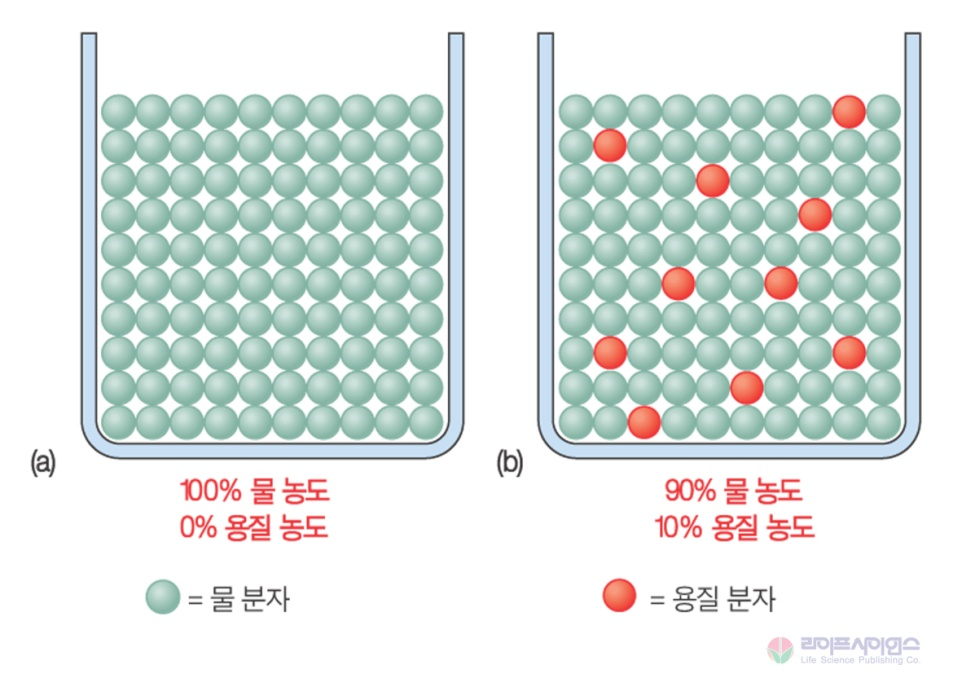 (a)
100% 물 농도
0% 용질 농도
= 물 분자
(b)
90% 물 농도
10% 용질 농도
= 용질 분자
라이프사이언스
Life Science Publishing Co.